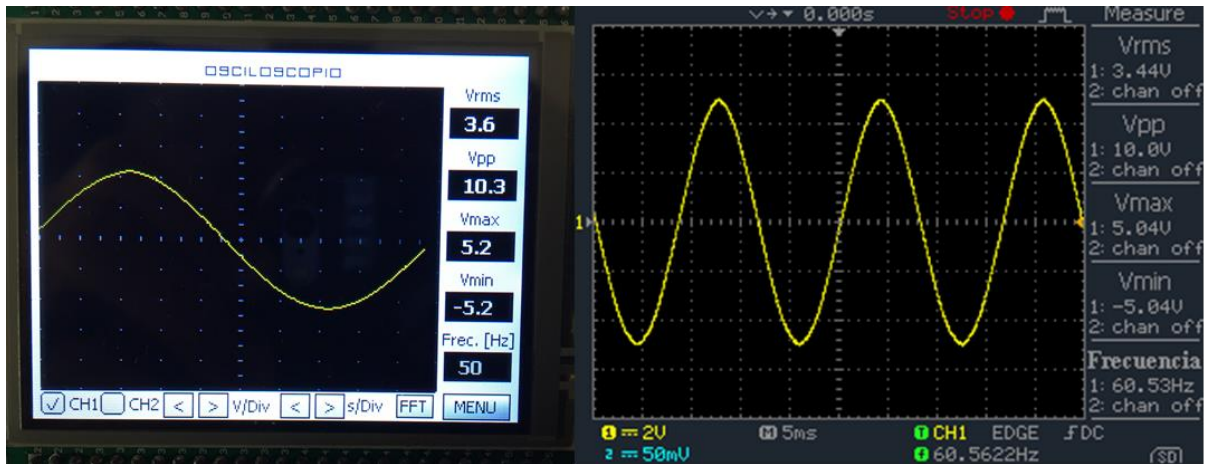 OSCILOSCOPIO
Vrms
3.6
Vpp
10.3
Vmax
5.2
Vmin
-5.2
Frec. [Hz]
50
CH1 CH2 < > V/Div < > s/Div FFT MENU
0.000s Stop Measure
Vrms
1: 3.44V
2: chan off
Vpp
1: 10.0V
2: chan off
Vmax
1: 5.04V
2: chan off
Vmin
1: -5.04V
2: chan off
Frecuencia
1: 60.53Hz
2: chan off
1
1 2V M 5ms T CH1 EDGE DC
2 50mV f 60.5622Hz SD